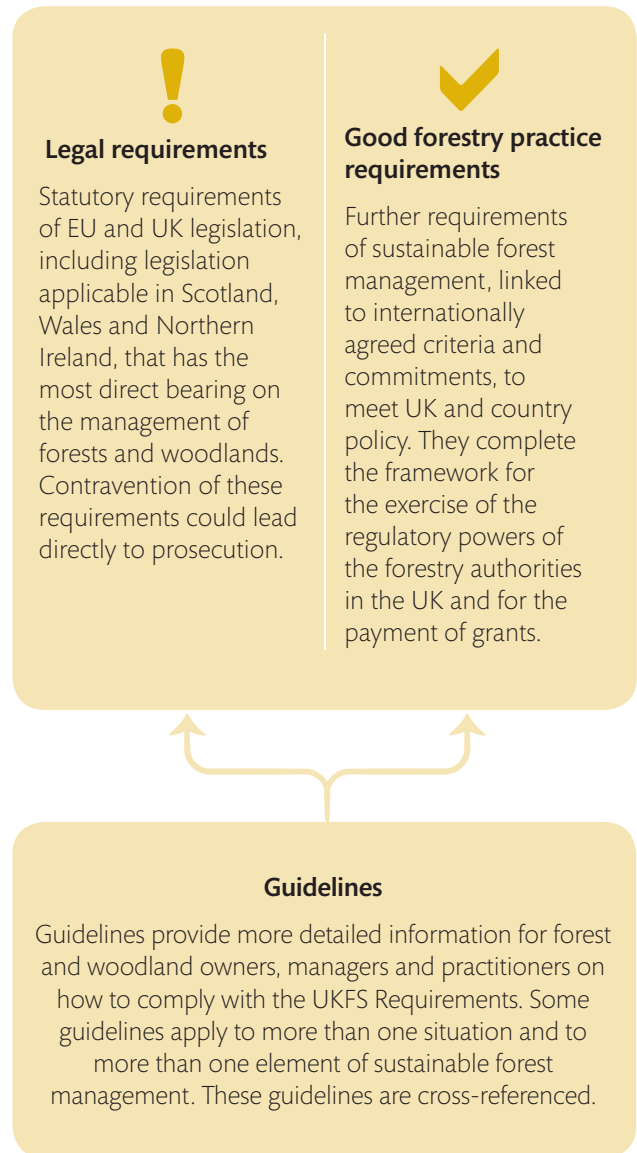 Legal requirements
Statutory requirements
of EU and UK legislation,
including legislation
applicable in Scotland,
Wales and Northern
Ireland, that has the
most direct bearing on
the management of
forests and woodlands.
Contravention of these
requirements could lead
directly to prosecution.
Good forestry practice
requirements
Further requirements
of sustainable forest
management, linked
to internationally
agreed criteria and
commitments, to
meet UK and country
policy. They complete
the framework for
the exercise of the
regulatory powers of
the forestry authorities
in the UK and for the
payment of grants.
Guidelines
Guidelines provide more detailed information for forest
and woodland owners, managers and practitioners on
how to comply with the UKFS Requirements. Some
guidelines apply to more than one situation and to
more than one element of sustainable forest
management. These guidelines are cross-referenced.